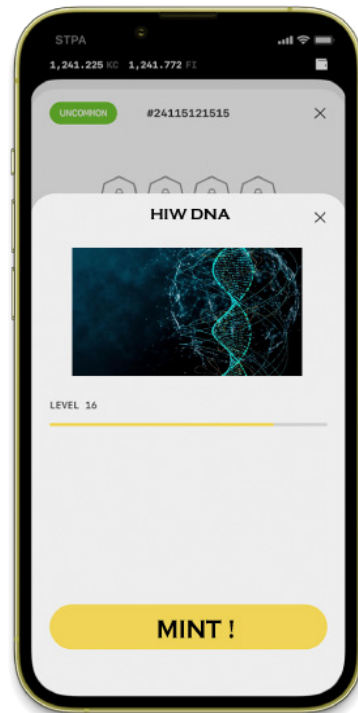 STPA
1,241.225 KC 1,241.772 FI
UNCOMMON #24115121515
HIW DNA
LEVEL 16
MINT !